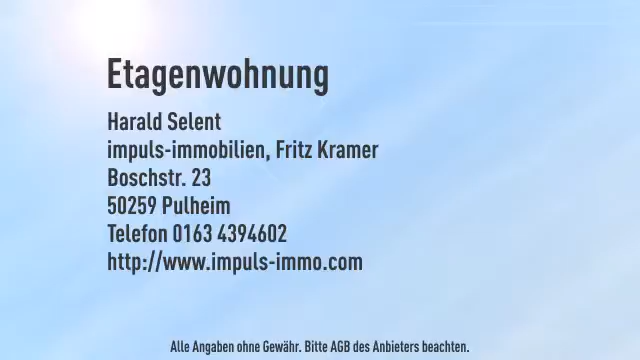 Etagenwohnung
Harald Selent
impuls-immobilien, Fritz Kramer
Boschstr. 23
50259 Pulheim
Telefon 0163 4394602
http://www.impuls-immo.com
Alle Angaben ohne Gewähr. Bitte AGB des Anbieters beachten.